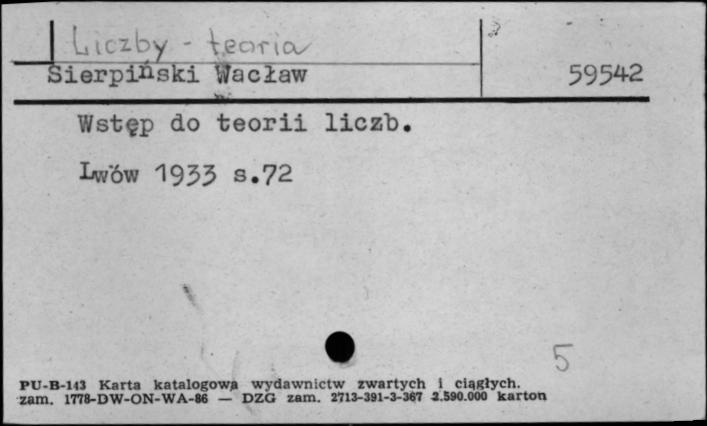 Liczby - teoria
Sierpiński Wacław 59542
Wstęp do teorii liczb.
Lwów 1933 s.72
5
PU-B-143 Karta katalogowa wydawnictw zwartych i ciągłych.
zam. 1778-DW-ON-WA-86 — DZG zam. 2713-391-3-367 2.590.000 karton